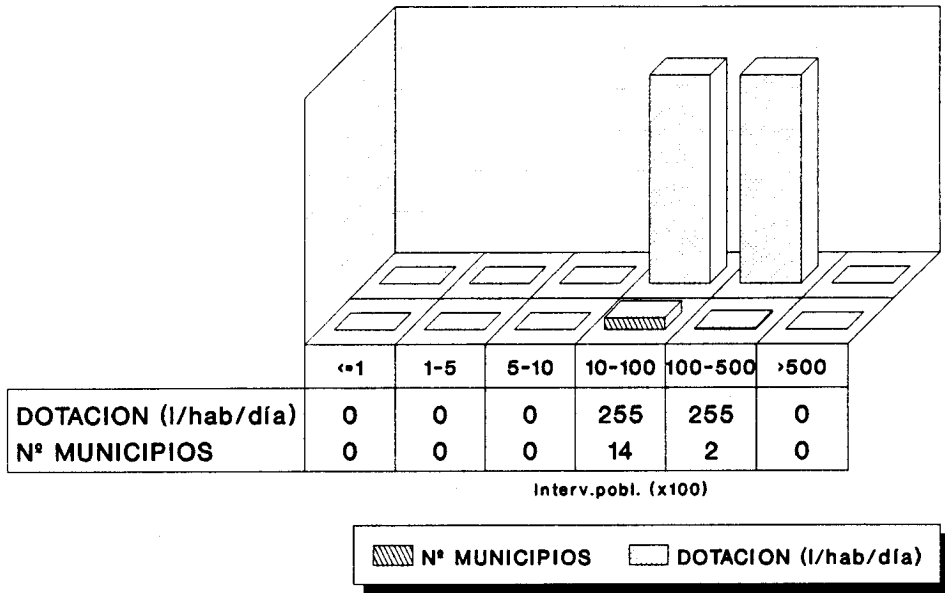 <=1 1-5 5-10 10-100 100-500 >500
DOTACION (l/hab/día) 0 0 0 255 255 0
Nº MUNICIPIOS 0 0 0 14 2 0
Interv.pobl. (x100)
Nº MUNICIPIOS DOTACION (l/hab/día)